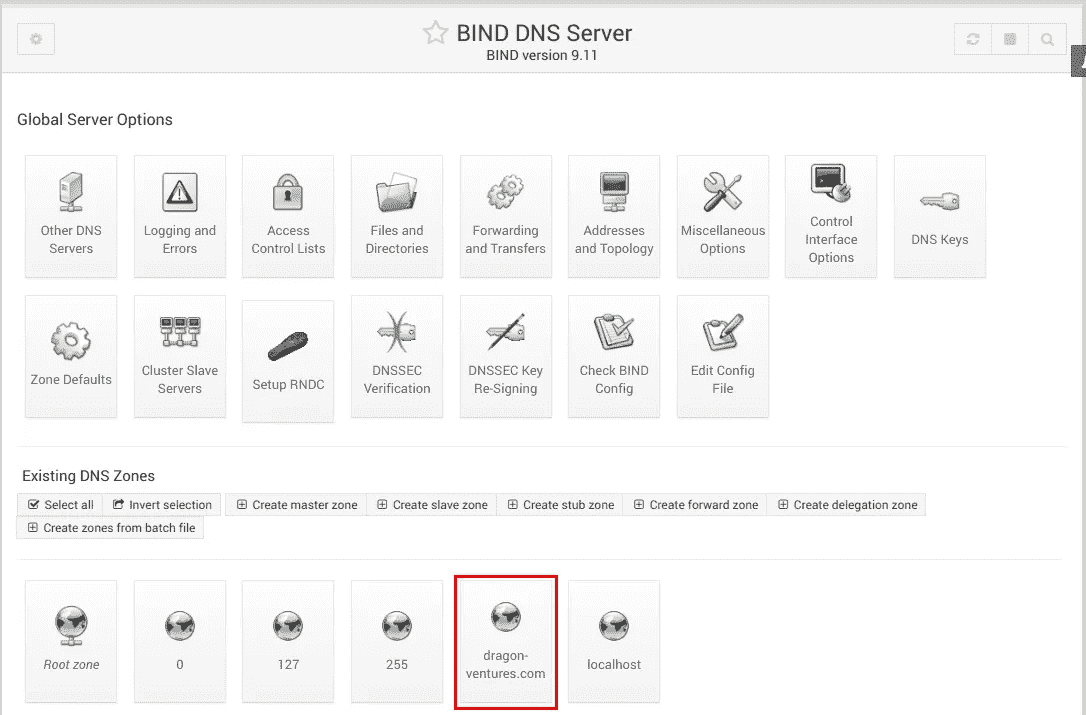 BIND DNS Server
BIND version 9.11
Global Server Options
Other DNS
Servers
Logging and
Errors
Access
Control Lists
Files and
Directories
Forwarding
and Transfers
Addresses
and Topology
Miscellaneous
Options
Control
Interface
Options
DNS Keys
Zone Defaults
Cluster Slave
Servers
Setup RNDC
DNSSEC
Verification
DNSSEC Key
Re-Signing
Check BIND
Config
Edit Config
File
Existing DNS Zones
Select all
Invert selection
Create master zone
Create slave zone
Create stub zone
Create forward zone
Create delegation zone
Create zones from batch file
Root zone
0
127
255
dragon-
ventures.com
localhost